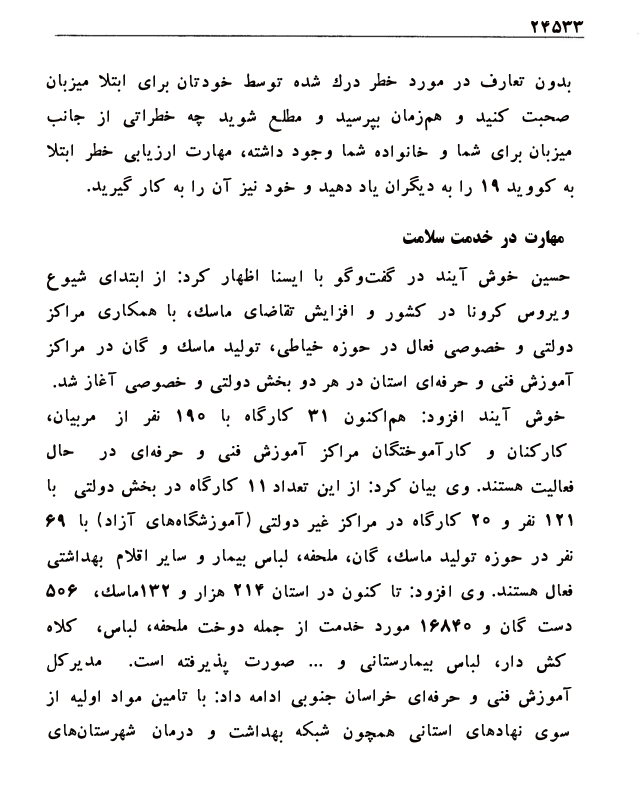 ۲۴۵۳۳
بدون تعارف در مورد خطر درك شده توسط خودتان برای ابتلا میزبان
صحبت کنید و هم‌زمان بپرسید و مطلع شوید چه خطراتی از جانب
میزبان برای شما و خانواده شما وجود داشته، مهارت ارزیابی خطر ابتلا
به کووید ۱۹ را به دیگران یاد دهید و خود نیز آن را به کار گیرید.
مهارت در خدمت سلامت
حسین خوش آیند در گفت‌وگو با ایسنا اظهار کرد: از ابتدای شیوع
ویروس کرونا در کشور و افزایش تقاضای ماسك، با همکاری مراکز
دولتی و خصوصی فعال در حوزه خیاطی، تولید ماسك و گان در مراکز
آموزش فنی و حرفه‌ای استان در هر دو بخش دولتی و خصوصی آغاز شد.
خوش آیند افزود: هم‌اکنون ۳۱ کارگاه با ۱۹۰ نفر از مربیان،
کارکنان و کارآموختگان مراکز آموزش فنی و حرفه‌ای در حال
فعالیت هستند. وی بیان کرد: از این تعداد ۱۱ کارگاه در بخش دولتی با
۱۲۱ نفر و ۲۰ کارگاه در مراکز غیر دولتی (آموزشگاه‌های آزاد) با ۶۹
نفر در حوزه تولید ماسك، گان، ملحفه، لباس بیمار و سایر اقلام بهداشتی
فعال هستند. وی افزود: تا کنون در استان ۲۱۴ هزار و ۱۳۲ماسك، ۵۰۶
دست گان و ۱۶۸۴۰ مورد خدمت از جمله دوخت ملحفه، لباس، کلاه
کش دار، لباس بیمارستانی و ... صورت پذیرفته است. مدیرکل
آموزش فنی و حرفه‌ای خراسان جنوبی ادامه داد: با تامین مواد اولیه از
سوی نهادهای استانی همچون شبکه بهداشت و درمان شهرستان‌های